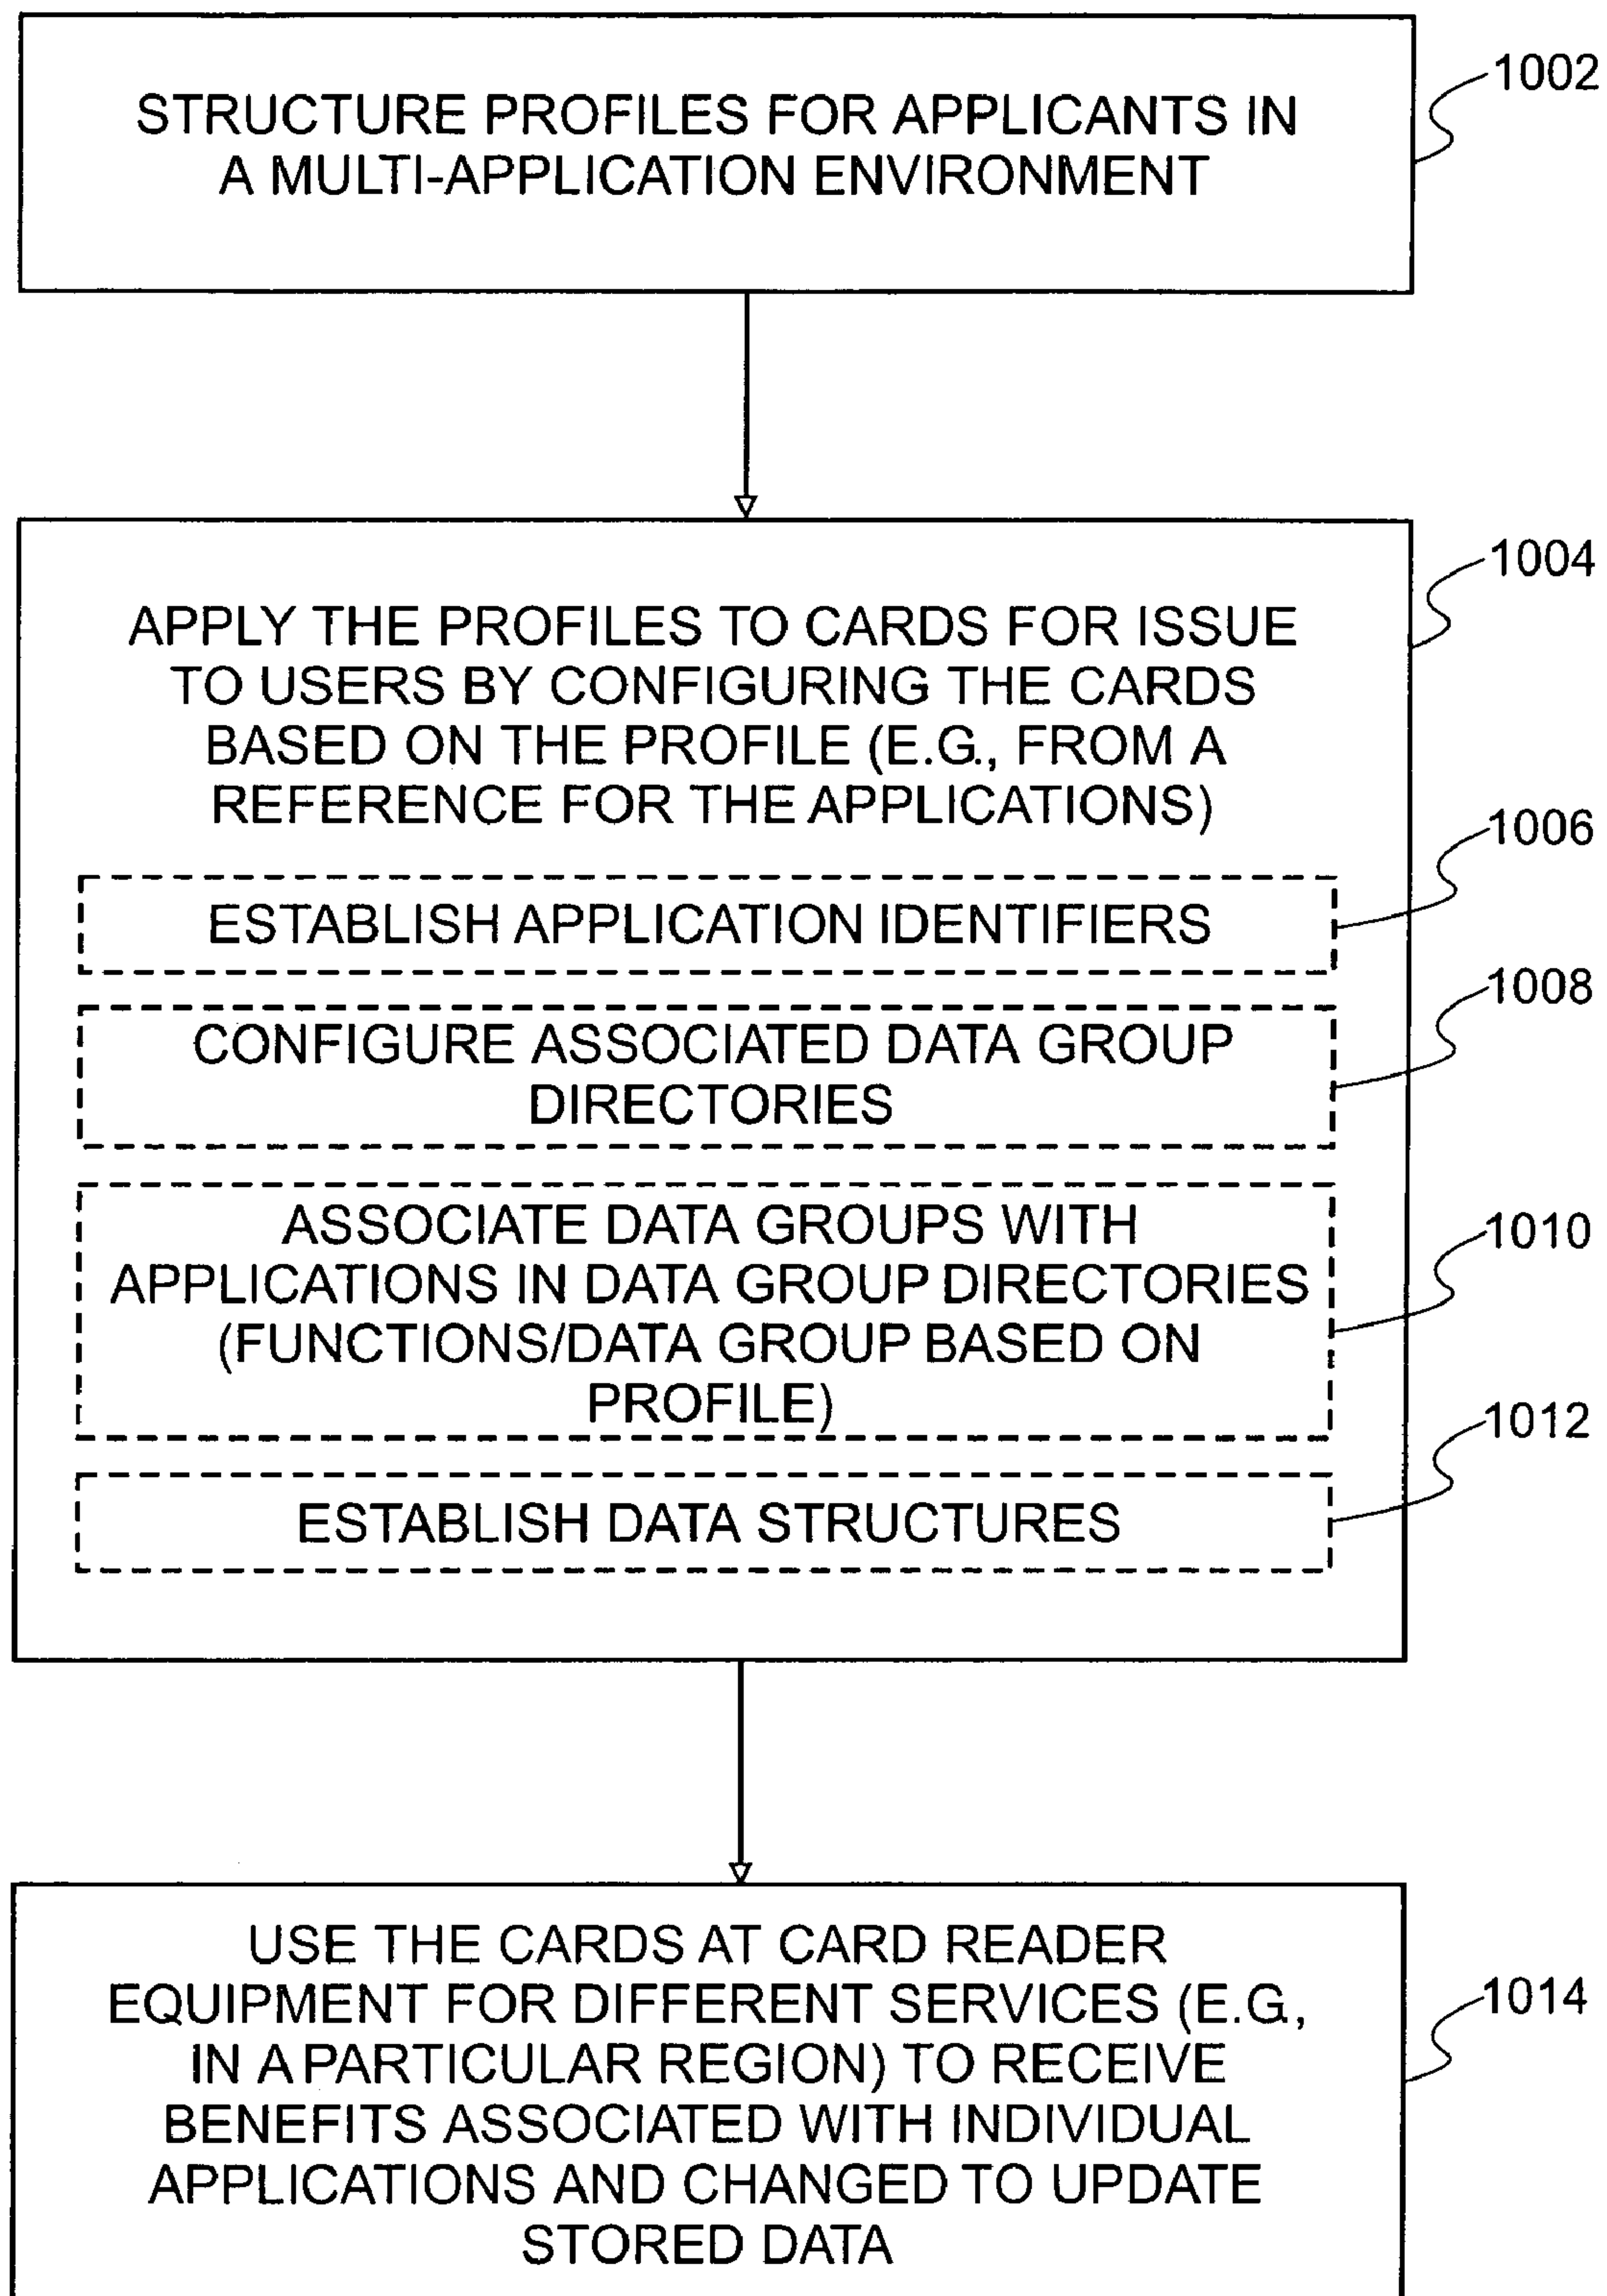 STRUCTURE PROFILES FOR APPLICANTS IN
A MULTI-APPLICATION ENVIRONMENT
1002
APPLY THE PROFILES TO CARDS FOR ISSUE
TO USERS BY CONFIGURING THE CARDS
BASED ON THE PROFILE (E.G., FROM A
REFERENCE FOR THE APPLICATIONS)
1004
ESTABLISH APPLICATION IDENTIFIERS
1006
CONFIGURE ASSOCIATED DATA GROUP
DIRECTORIES
1008
ASSOCIATE DATA GROUPS WITH
APPLICATIONS IN DATA GROUP DIRECTORIES
(FUNCTIONS/DATA GROUP BASED ON
PROFILE)
1010
ESTABLISH DATA STRUCTURES
1012
USE THE CARDS AT CARD READER
EQUIPMENT FOR DIFFERENT SERVICES (E.G.,
IN A PARTICULAR REGION) TO RECEIVE
BENEFITS ASSOCIATED WITH INDIVIDUAL
APPLICATIONS AND CHANGED TO UPDATE
STORED DATA
1014